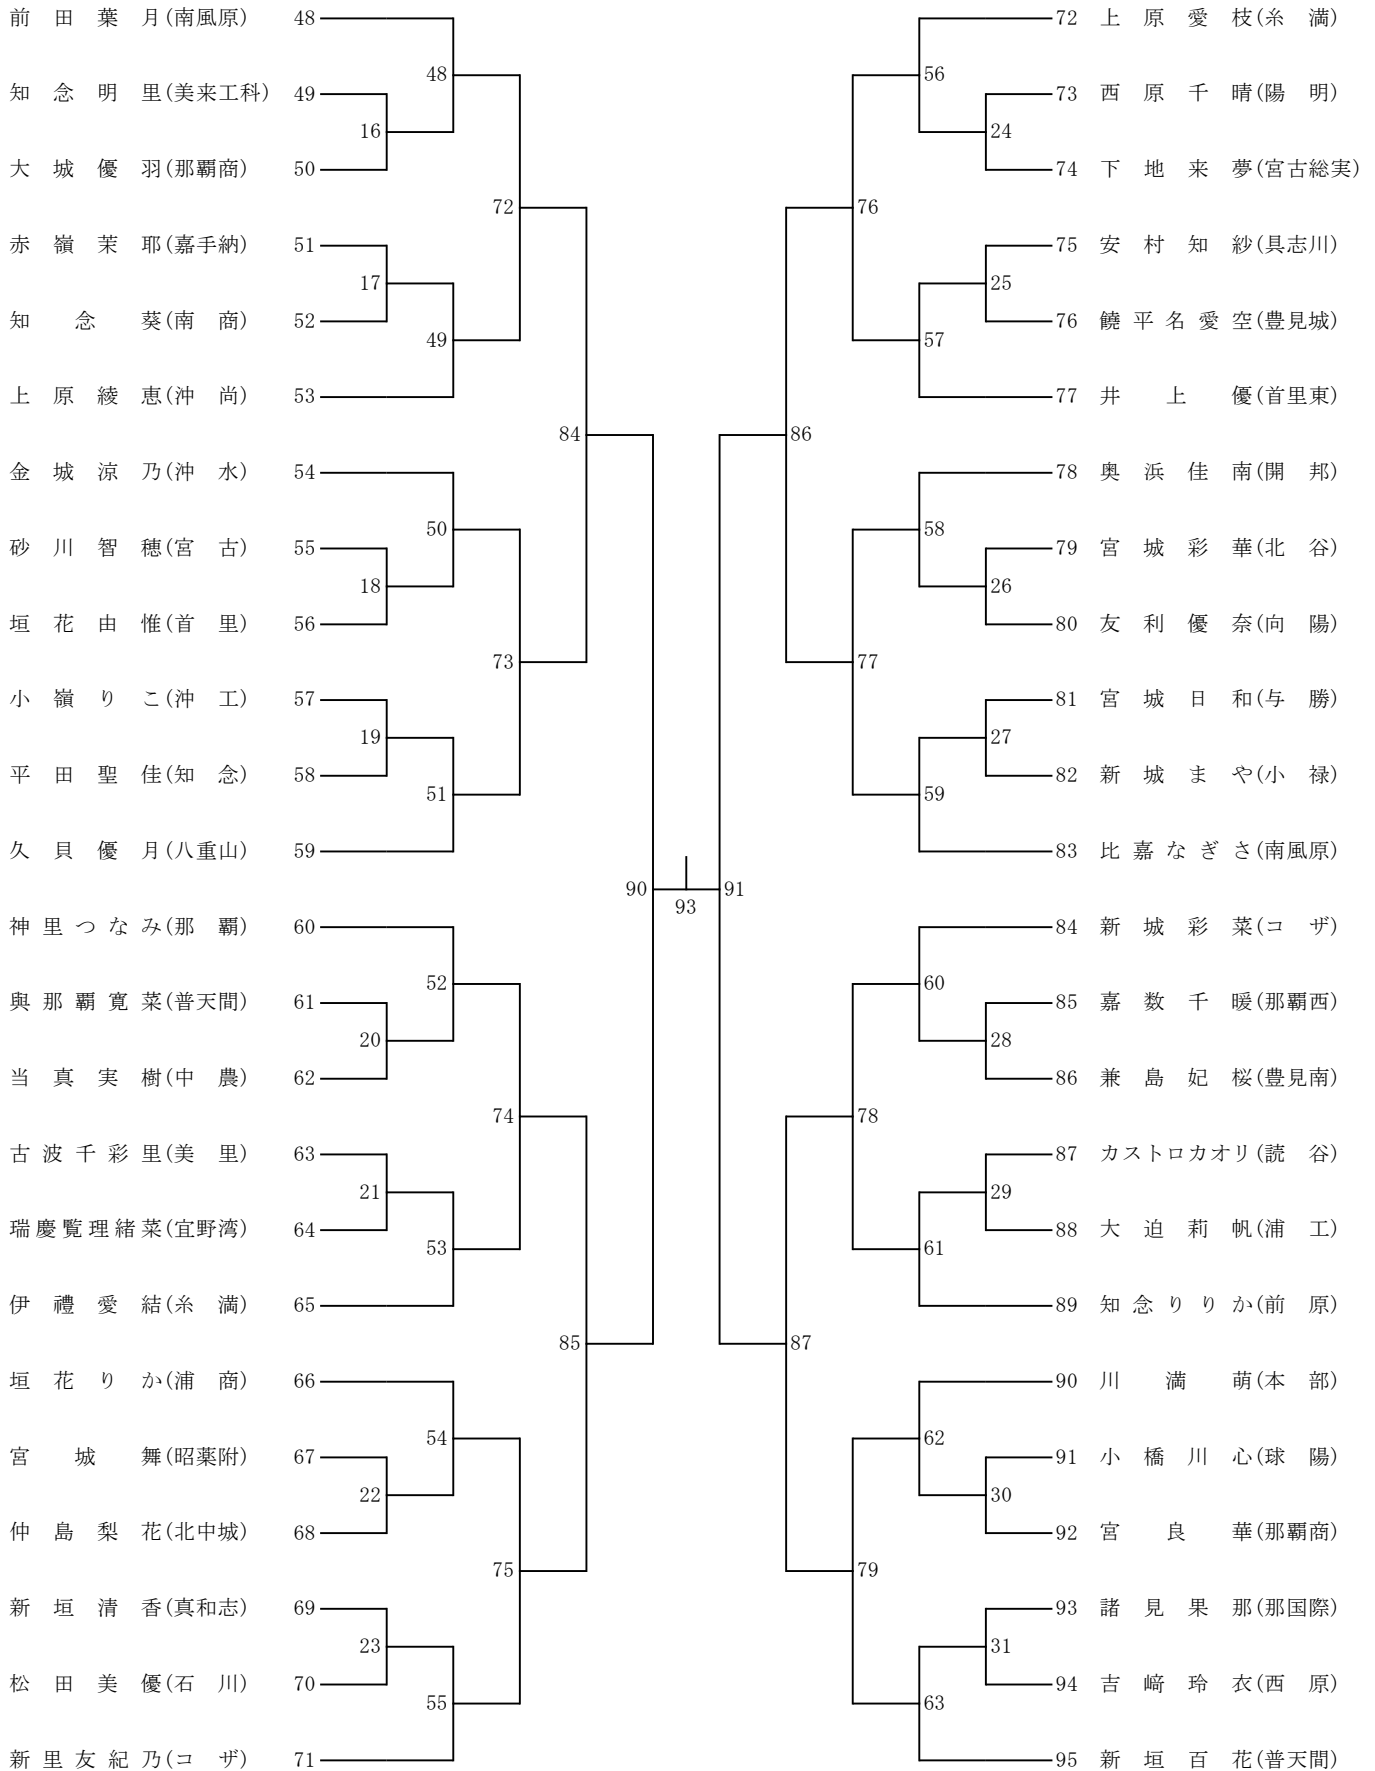 前田葉月(南風原) 48
知念明里(美来工科) 49
大城優羽(那覇商) 50
赤嶺茉耶(嘉手納) 51
知念葵(南商) 52
上原綾恵(沖尚) 53
金城涼乃(沖水) 54
砂川智穂(宮古) 55
垣花由惟(首里) 56
小嶺りこ(沖工) 57
平田聖佳(知念) 58
久貝優月(八重山) 59
神里つなみ(那覇) 60
與那覇寛菜(普天間) 61
当真実樹(中農) 62
古波千彩里(美里) 63
瑞慶覧理緒菜(宜野湾) 64
伊禮愛結(糸満) 65
垣花りか(浦商) 66
宮城舞(昭薬附) 67
仲島梨花(北中城) 68
新垣清香(真和志) 69
松田美優(石川) 70
新里友紀乃(コザ) 71
16
17
18
19
20
21
22
23
48
49
50
51
52
53
54
55
72
73
74
75
84
85
90
93
91
86
87
76
77
78
79
56
57
58
59
60
61
62
63
24
25
26
27
28
29
30
31
72 上原愛枝(糸満)
73 西原千晴(陽明)
74 下地来夢(宮古総実)
75 安村知紗(具志川)
76 饒平名愛空(豊見城)
77 井上優(首里東)
78 奥浜佳南(開邦)
79 宮城彩華(北谷)
80 友利優奈(向陽)
81 宮城日和(与勝)
82 新城まや(小禄)
83 比嘉なぎさ(南風原)
84 新城彩菜(コザ)
85 嘉数千暖(那覇西)
86 兼島妃桜(豊見南)
87 カストロカオリ(読谷)
88 大迫莉帆(浦工)
89 知念りりか(前原)
90 川満萌(本部)
91 小橋川心(球陽)
92 宮良華(那覇商)
93 諸見果那(那国際)
94 吉﨑玲衣(西原)
95 新垣百花(普天間)